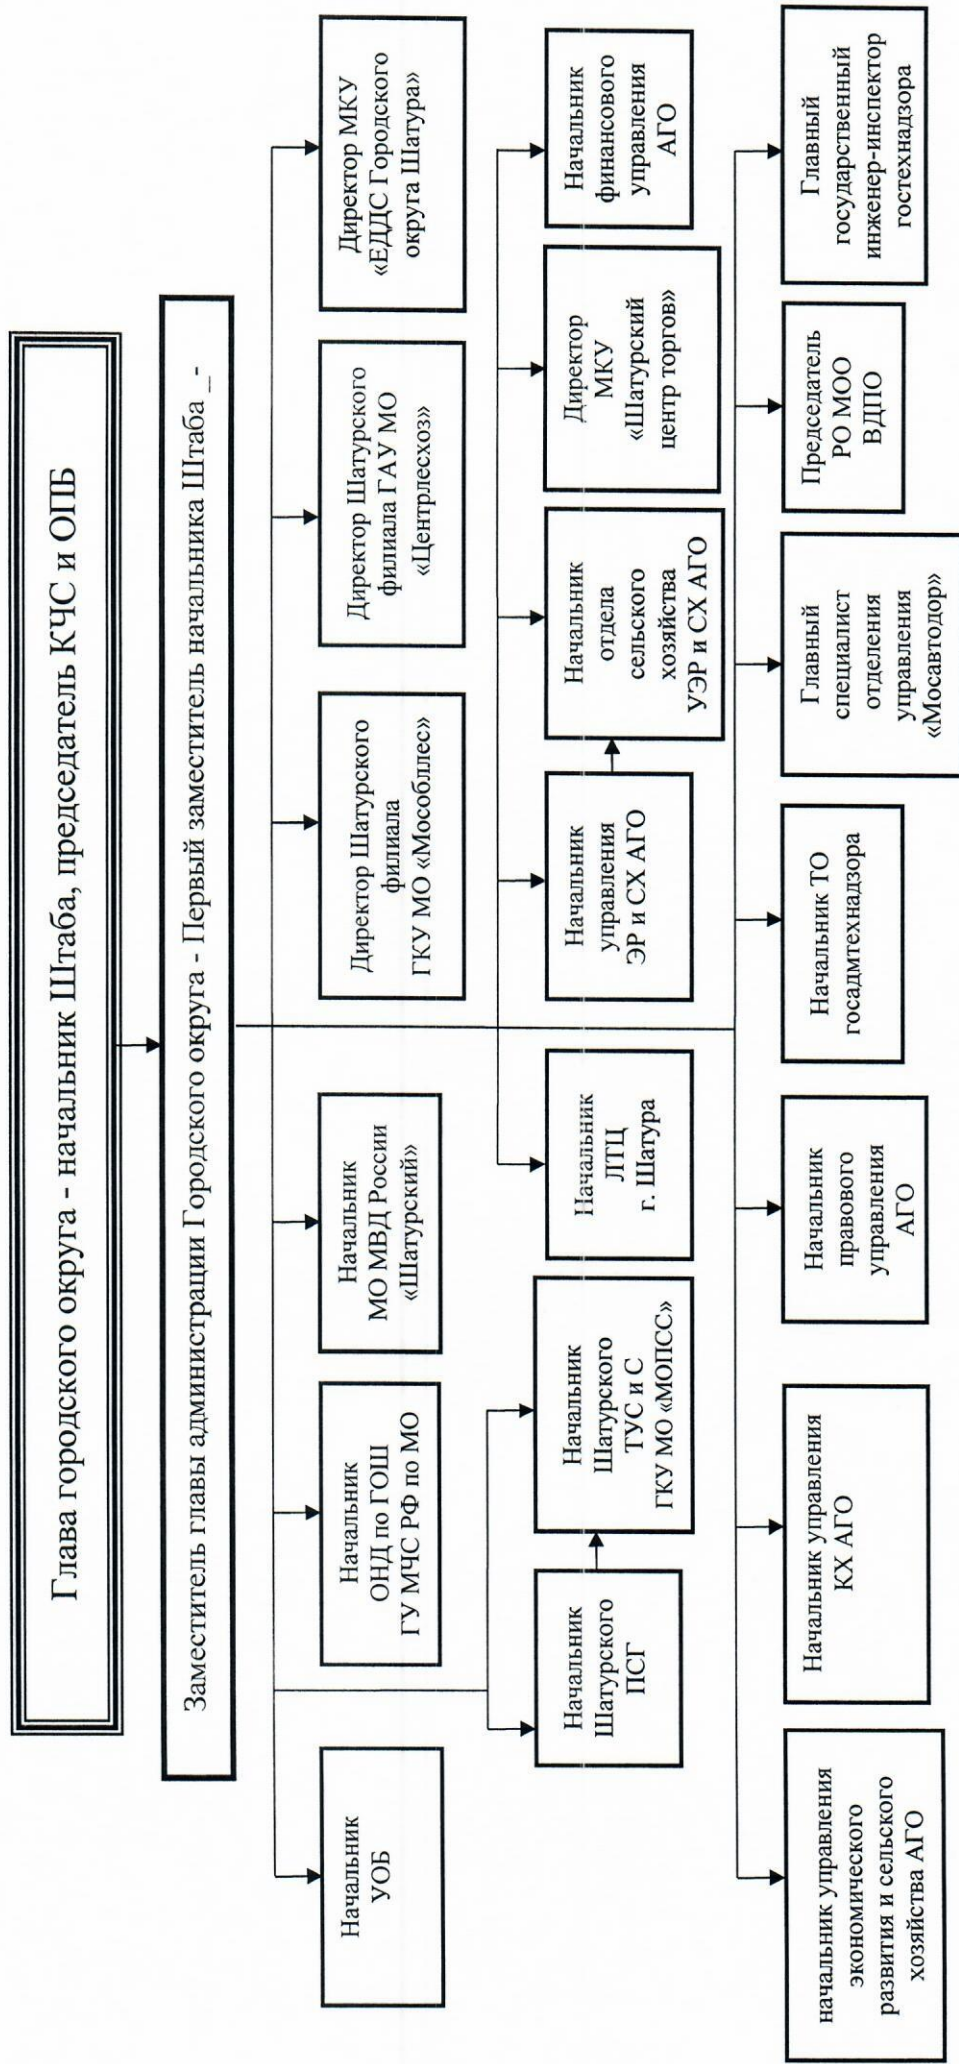 Глава городского округа - начальник Штаба, председатель КЧС и ОПБ
Заместитель главы администрации Городского округа - Первый заместитель начальника Штаба _-
Начальник
УОБ
Начальник
ОНД по ГОШ
ГУ МЧС РФ по МО
Начальник
МО МВД России
«Шатурский»
Директор Шатурского
филиала
ГКУ МО «Мособллес»
Директор Шатурского
филиала ГАУ МО
«Центрлесхоз»
Директор МКУ
«ЕДДС Городского
округа Шатура»
Начальник
Шатурского
ПСГ
Начальник
Шатурского
ТУС и С
ГКУ МО «МОПСС»
Начальник
ЛТЦ
г. Шатура
Начальник
управления
ЭР и СХ АГО
Начальник
отдела
сельского
хозяйства
УЭР и СХ АГО
Директор
МКУ
«Шатурский
центр торгов»
Начальник
финансового
управления
АГО
начальник управления
экономического
развития и сельского
хозяйства АГО
Начальник управления
КХ АГО
Начальник
правового
управления
АГО
Начальник ТО
госадмтехнадзора
Главный
специалист
отделения
управления
«Мосавтодор»
Председатель
РО МОО
ВДПО
Главный
государственный
инженер-инспектор
гостехнадзора